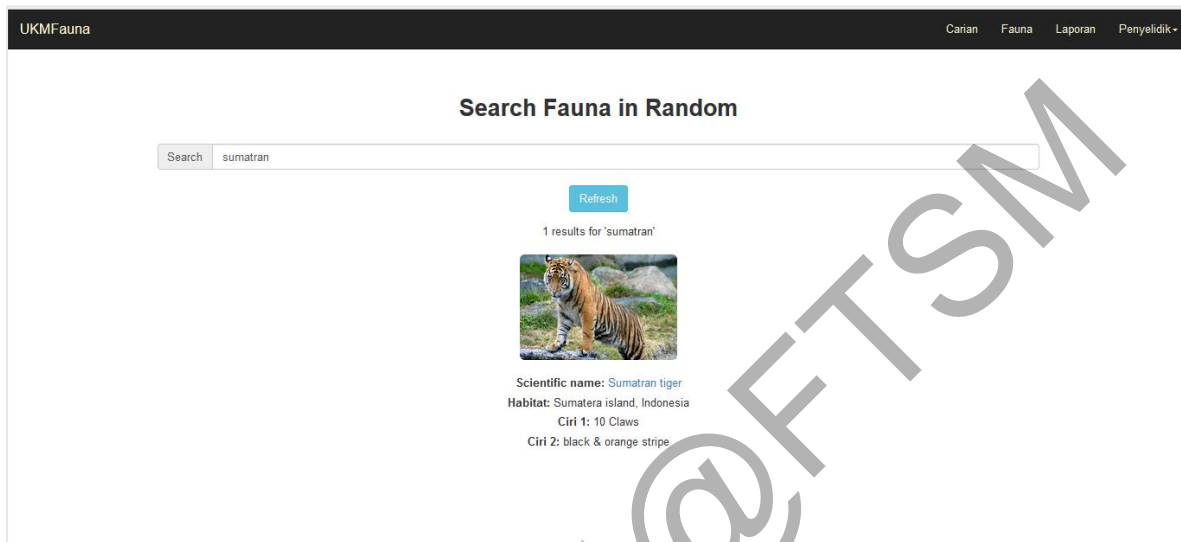 UKMFauna Carian Fauna Laporan Penyelidik
Search Fauna in Random
Search sumatran
Refresh
1 results for 'sumatran'
Scientific name: Sumatran tiger
Habitat: Sumatera island, Indonesia
Ciri 1: 10 Claws
Ciri 2: black & orange stripe
@FTSM